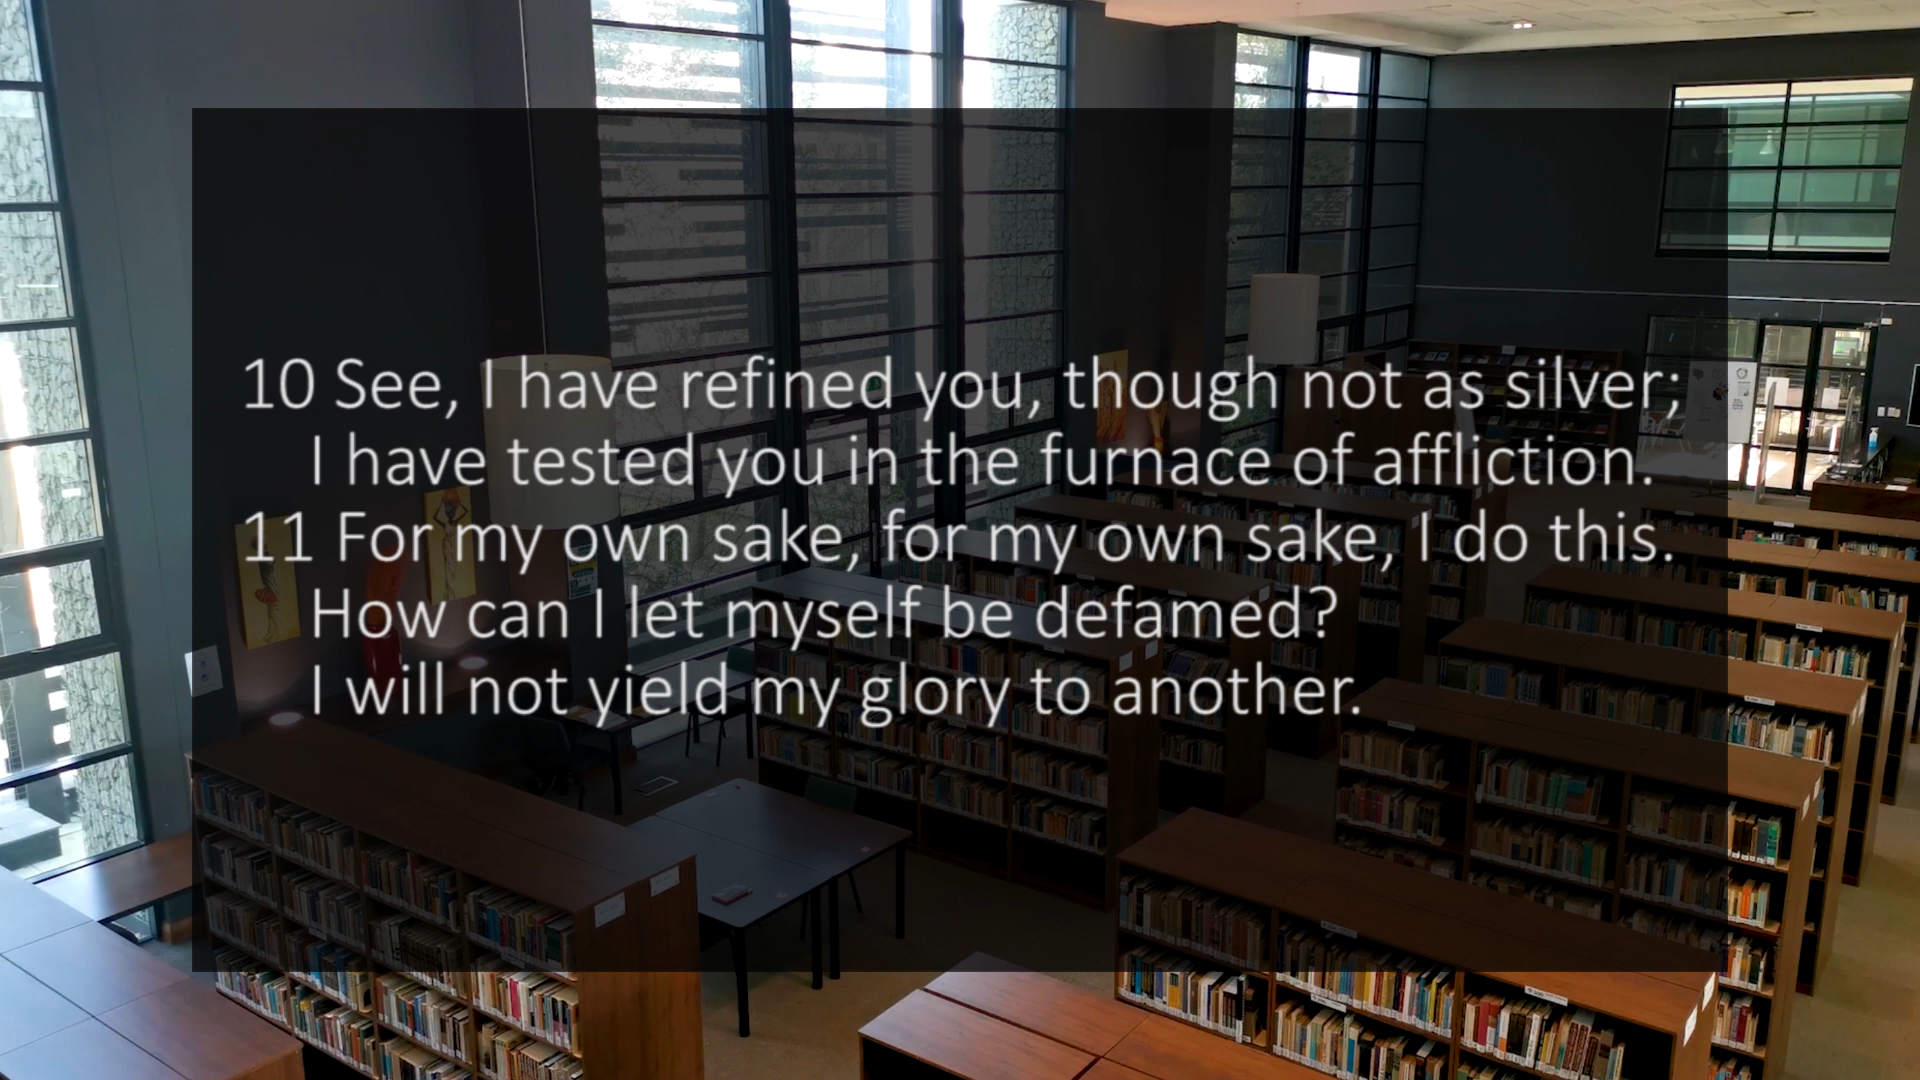 10 See, I have refined you, though not as silver;
I have tested you in the furnace of affliction.
11 For my own sake, for my own sake, I do this.
How can I let myself be defamed?
I will not yield my glory to another.